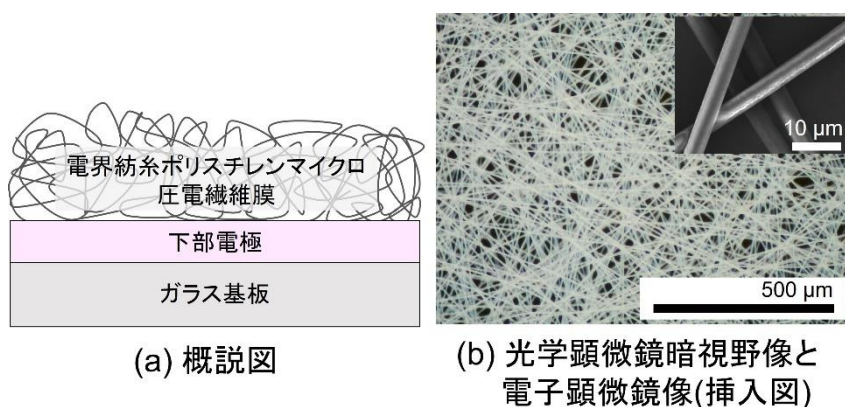 電界紡糸ポリスチレンマイクロ
圧電繊維膜
下部電極
ガラス基板
(a) 概説図
10 μm
500 μm
(b) 光学顕微鏡暗視野像と
電子顕微鏡像(挿入図)